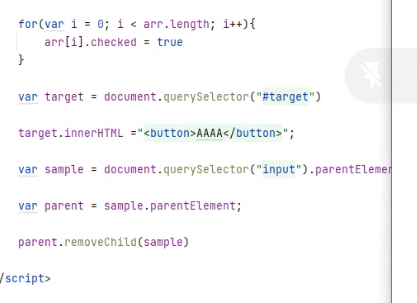 for(var i = 0; i < arr.length; i++){
arr[i].checked = true
}
var target = document.querySelector("#target")
target.innerHTML ="<button>AAAA</button>";
var sample = document.querySelector("input").parentElemen
var parent = sample.parentElement;
parent.removeChild(sample)
/script>